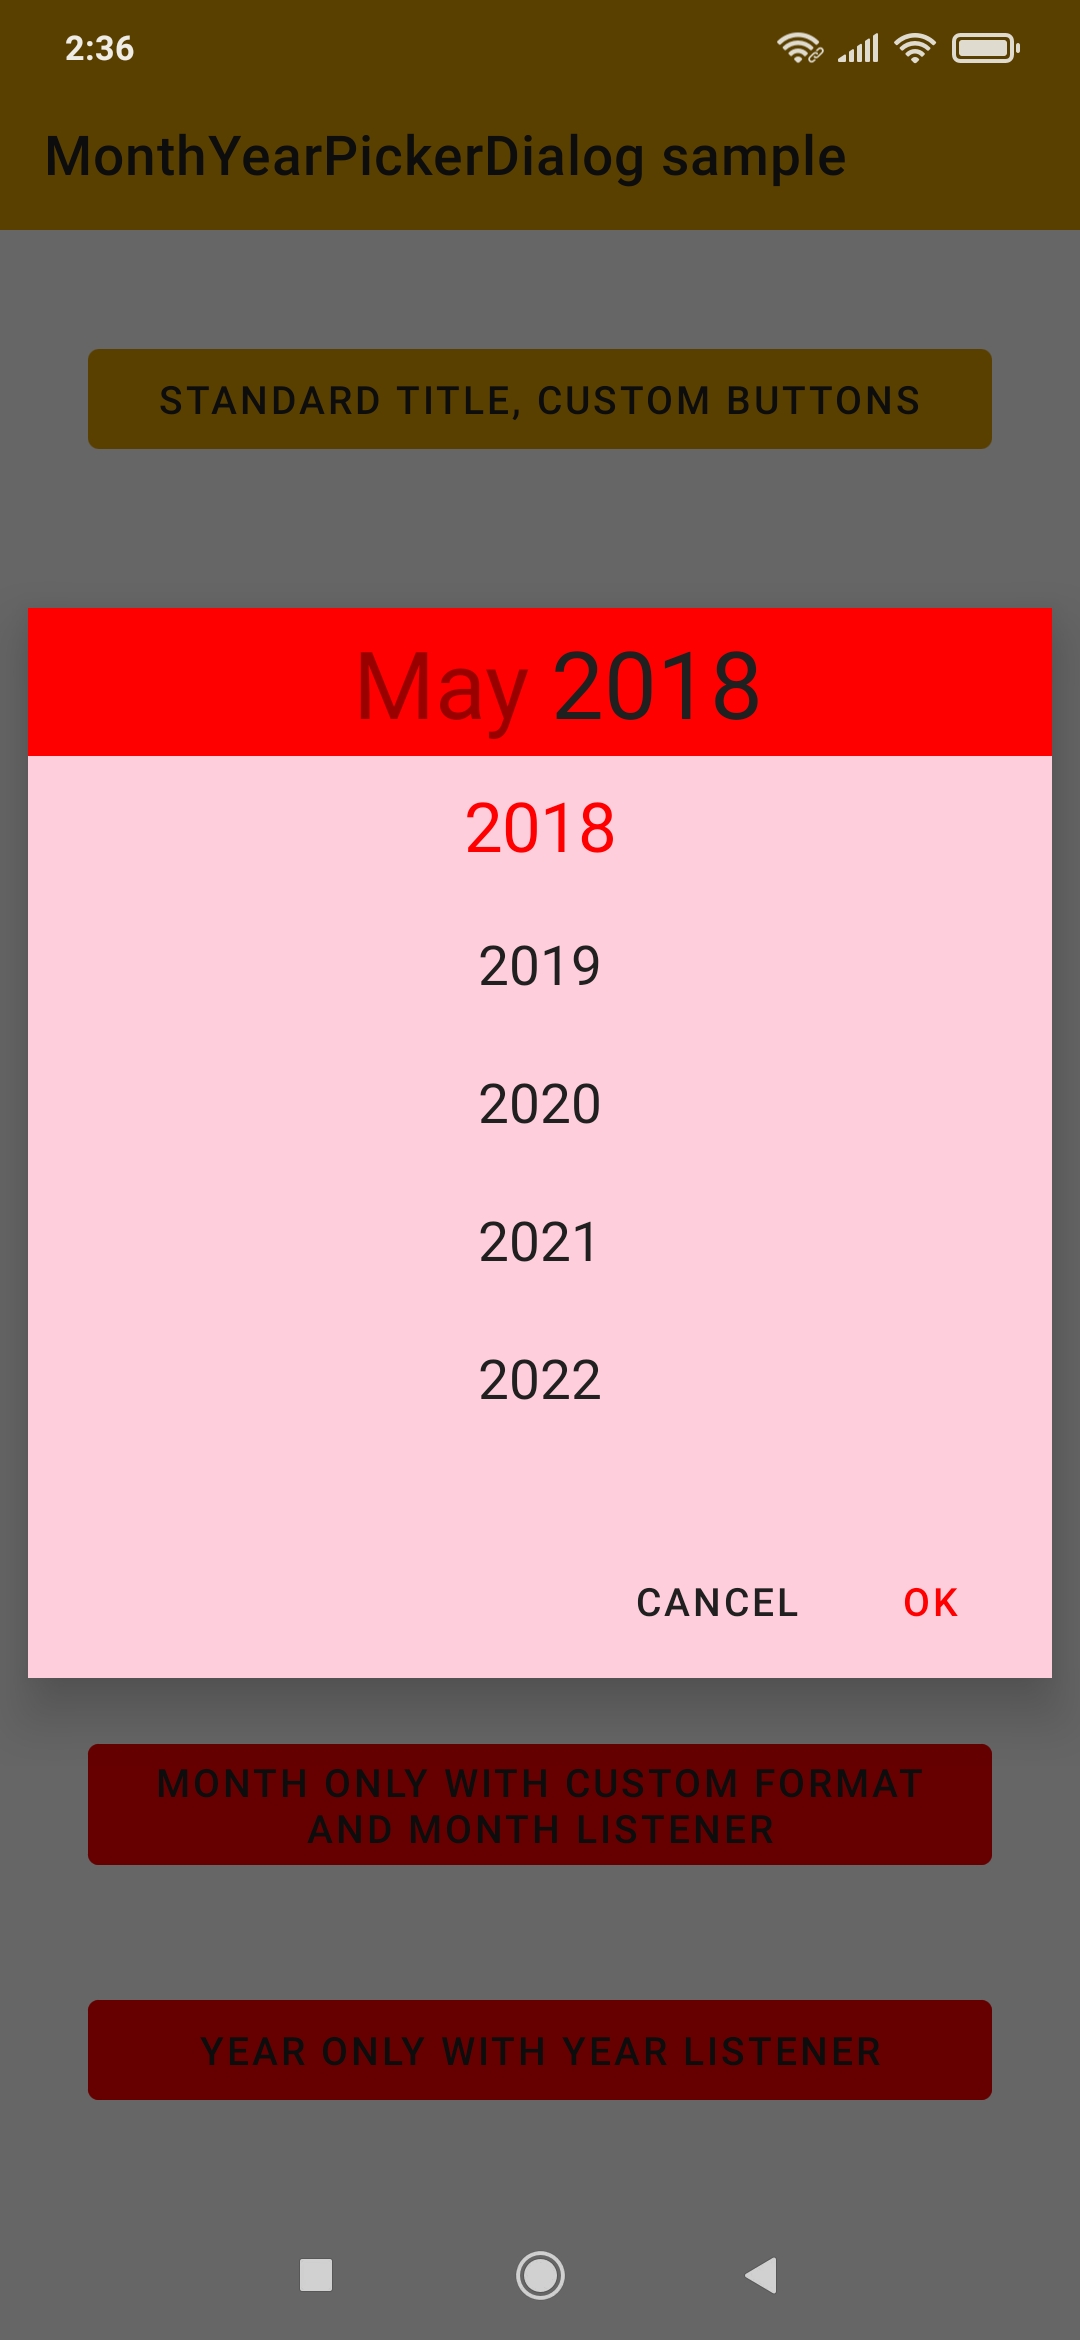 2:36
MonthYearPickerDialog sample
STANDARD TITLE, CUSTOM BUTTONS
May 2018
2018
2019
2020
2021
2022
CANCEL OK
MONTH ONLY WITH CUSTOM FORMAT
AND MONTH LISTENER
YEAR ONLY WITH YEAR LISTENER